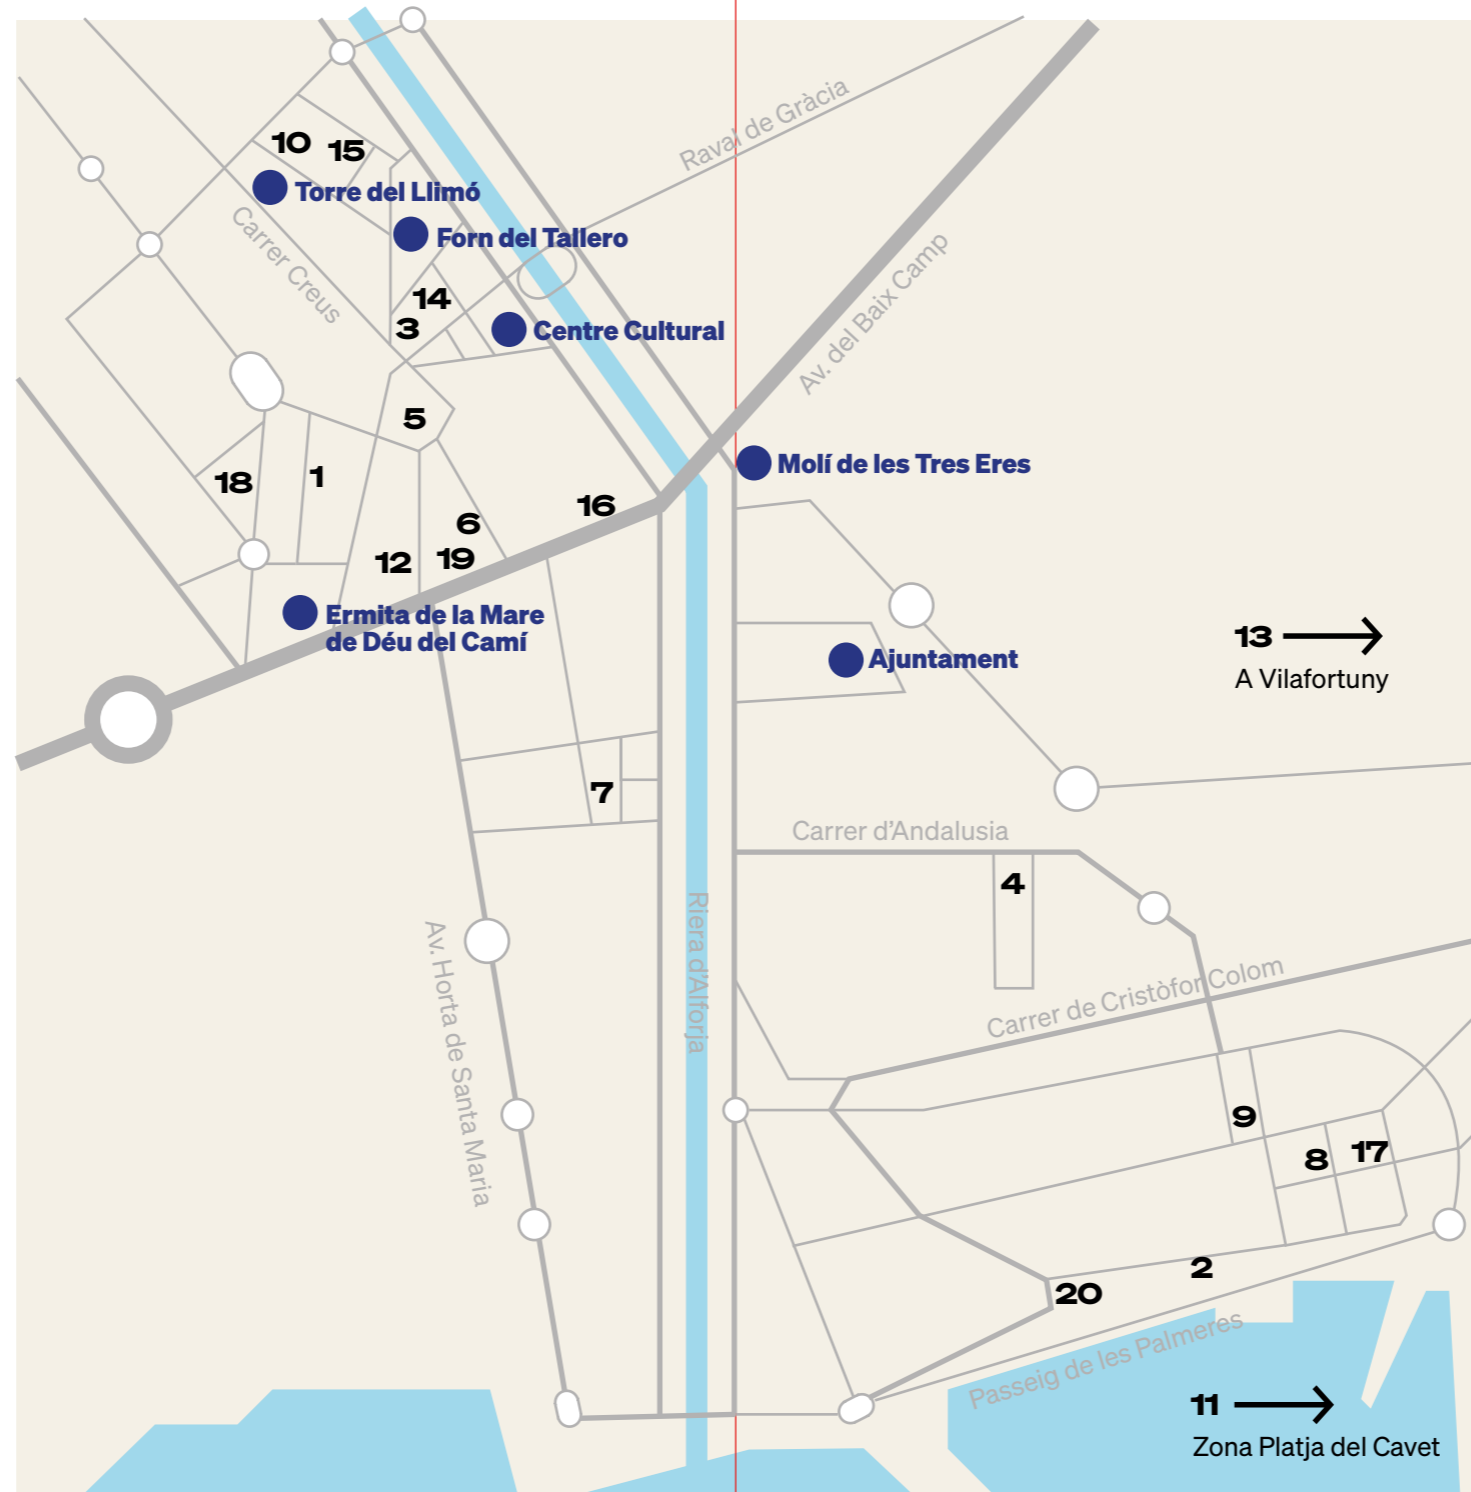 Raval de Gràcia
10
15
Torre del Llimó
Carrer Creus
Forn del Tallero
14
3
Centre Cultural
Av. del Baix Camp
5
18
1
16
6
12
19
Molí de les Tres Eres
Ermita de la Mare
de Déu del Camí
Ajuntament
13
A Vilafortuny
7
Carrer d'Andalusia
4
Riera d'Alforja
Av. Horta de Santa Maria
Carrer de Cristòfor Colom
9
8
17
2
20
Passeig de les Palmeres
11
Zona Platja del Cavet